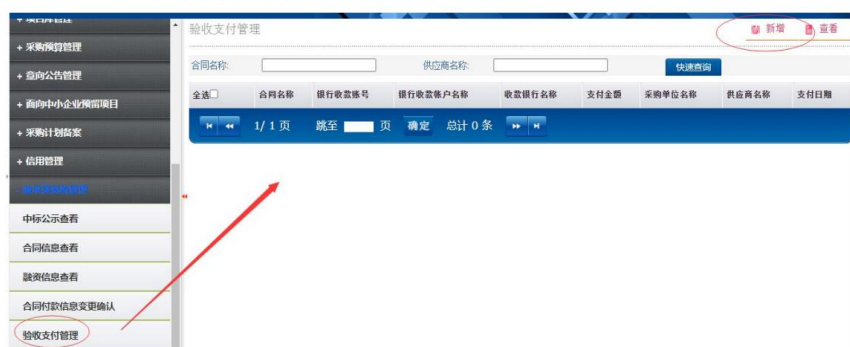 验收支付管理
新增 查看
+ 采购预算管理
+ 意向公告管理
+ 面向中小企业预留项目
+ 采购计划备案
+ 信用管理
中标公示查看
合同信息查看
融资信息查看
合同付款信息变更确认
验收支付管理
合同名称: 供应商名称: 快速查询
全选 合同名称 银行收款账号 银行收款账户名称 收款银行名称 支付金额 采购单位名称 供应商名称 支付日期
1/ 1 页 跳至 页 确定 总计 0 条